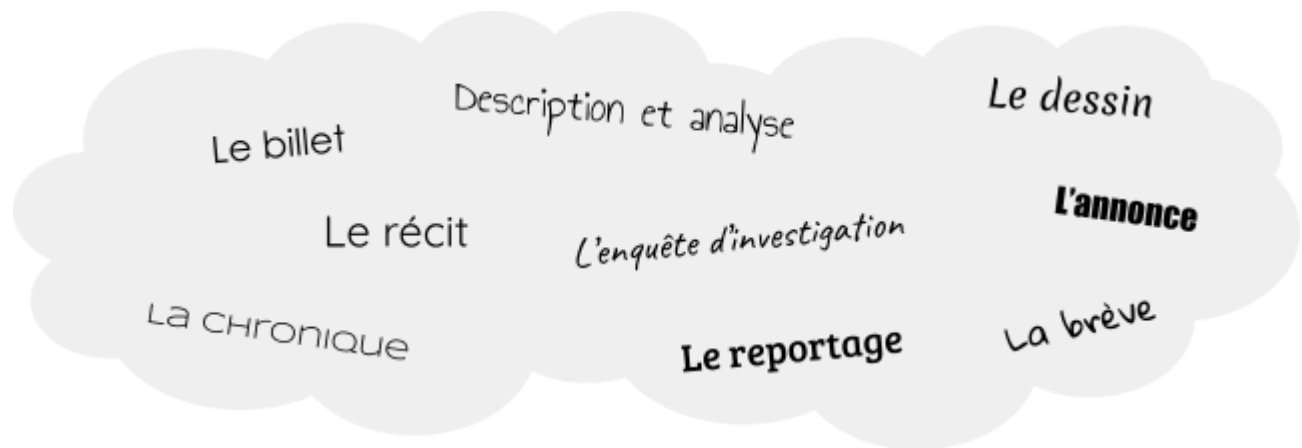 Description et analyse
Le dessin
Le billet
L'annonce
Le récit
L'enquête d'investigation
La chronique
Le reportage
La brève